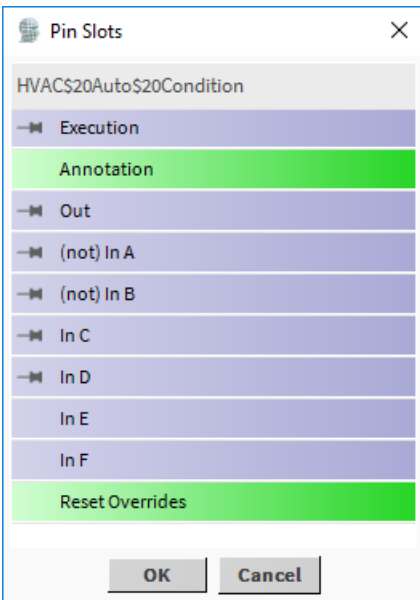 Pin Slots
HVAC$20Auto$20Condition
Execution
Annotation
Out
(not) In A
(not) In B
In C
In D
In E
In F
Reset Overrides
OK Cancel